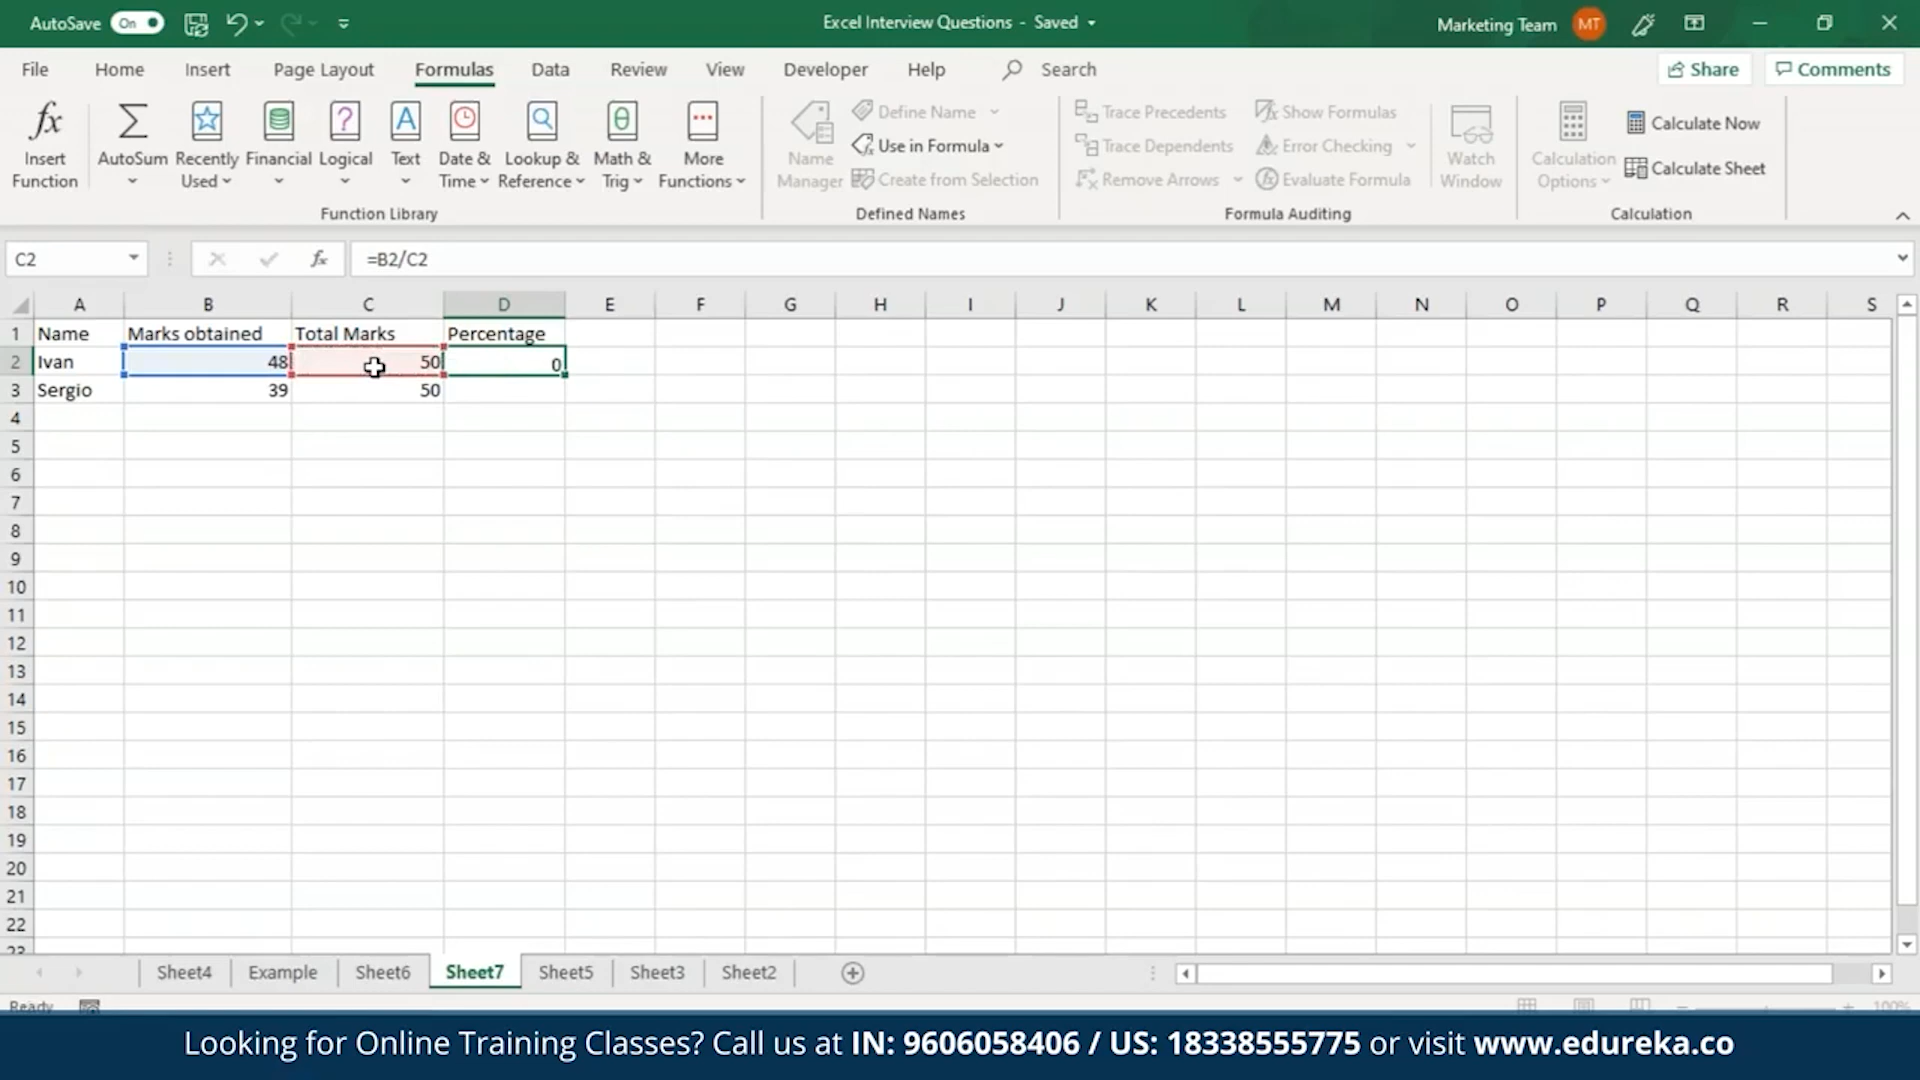 AutoSave On Excel Interview Questions - Saved Marketing Team MT
File Home Insert Page Layout Formulas Data Review View Developer Help Search Share Comments
Insert Function
AutoSum
Recently Used
Financial
Logical
Text
Date & Time
Lookup & Reference
Math & Trig
More Functions
Function Library
Name Manager
Define Name
Use in Formula
Create from Selection
Defined Names
Trace Precedents
Trace Dependents
Remove Arrows
Show Formulas
Error Checking
Evaluate Formula
Watch Window
Formula Auditing
Calculation Options
Calculate Now
Calculate Sheet
Calculation
C2 fx =B2/C2
A B C D E F G H I J K L M N O P Q R S
1 Name Marks obtained Total Marks Percentage
2 Ivan 48 50 0
3 Sergio 39 50
4
5
6
7
8
9
10
11
12
13
14
15
16
17
18
19
20
21
22
23
Sheet4 Example Sheet6 Sheet7 Sheet5 Sheet3 Sheet2
Ready 100%
Looking for Online Training Classes? Call us at IN: 9606058406 / US: 18338555775 or visit www.edureka.co